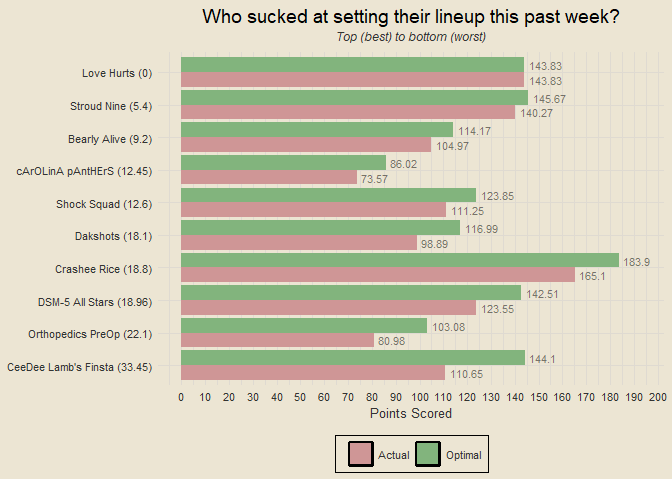 Who sucked at setting their lineup this past week?
Top (best) to bottom (worst)
Love Hurts (0)
143.83
143.83
Stroud Nine (5.4)
145.67
140.27
Bearly Alive (9.2)
114.17
104.97
cArOLinA pAntHErS (12.45)
86.02
73.57
Shock Squad (12.6)
123.85
111.25
Dakshots (18.1)
116.99
98.89
Crashee Rice (18.8)
183.9
165.1
DSM-5 All Stars (18.96)
142.51
123.55
Orthopedics PreOp (22.1)
103.08
80.98
CeeDee Lamb's Finsta (33.45)
144.1
110.65
0 10 20 30 40 50 60 70 80 90 100 110 120 130 140 150 160 170 180 190 200
Points Scored
Actual Optimal